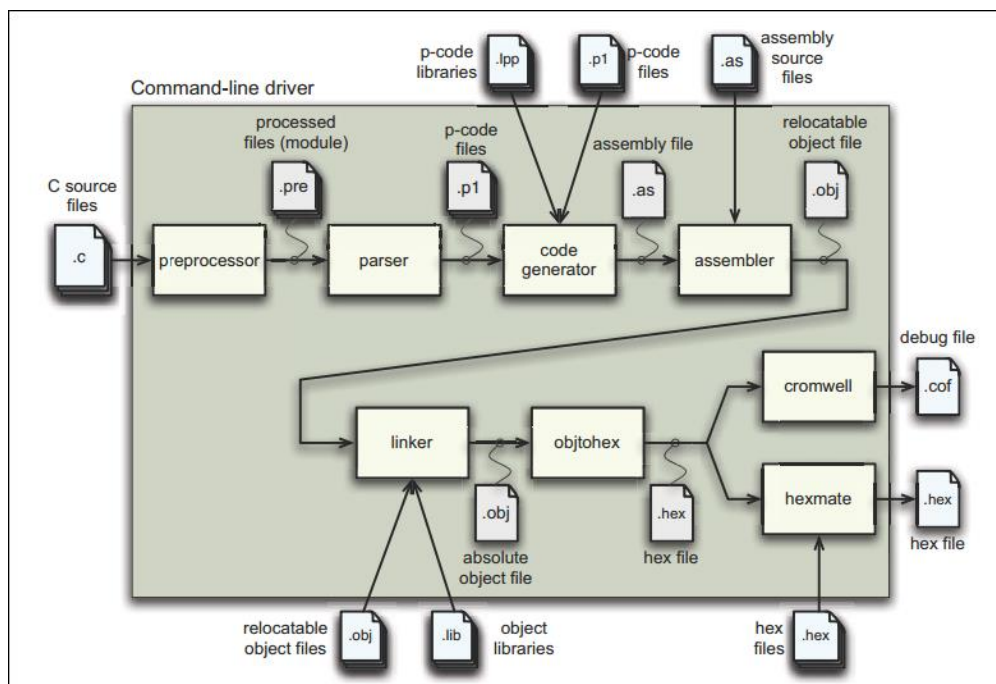 p-code
libraries
.lpp
.p1
p-code
files
.as
assembly
source
files
Command-line driver
processed
files (module)
p-code
files
assembly file
relocatable
object file
C source
files
.pre
.p1
.as
.obj
.c
preprocessor
parser
code
generator
assembler
debug file
cromwell
.cof
linker
objtohex
hexmate
.obj
.hex
.hex
absolute
object file
hex file
hex file
relocatable
object files
.obj
.lib
object
libraries
hex
files
.hex